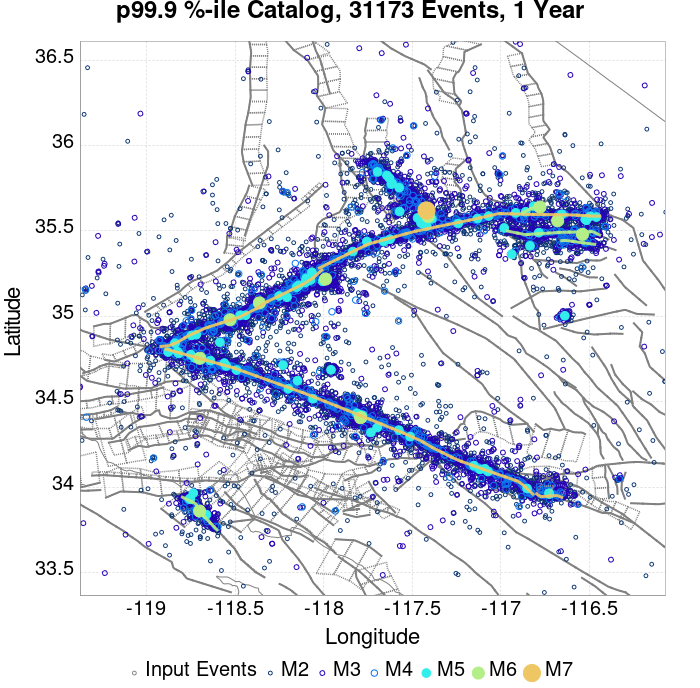 p99.9 %-ile Catalog, 31173 Events, 1 Year
36.5
36
35.5
35
34.5
34
33.5
Latitude
-119 -118.5 -118 -117.5 -117 -116.5
Longitude
Input Events M2 M3 M4 M5 M6 M7